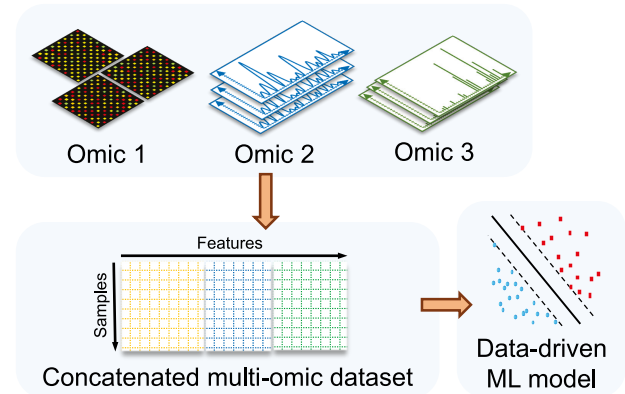 Omic 1
Omic 2
Omic 3
Features
Samples
Concatenated multi-omic dataset
Data-driven
ML model